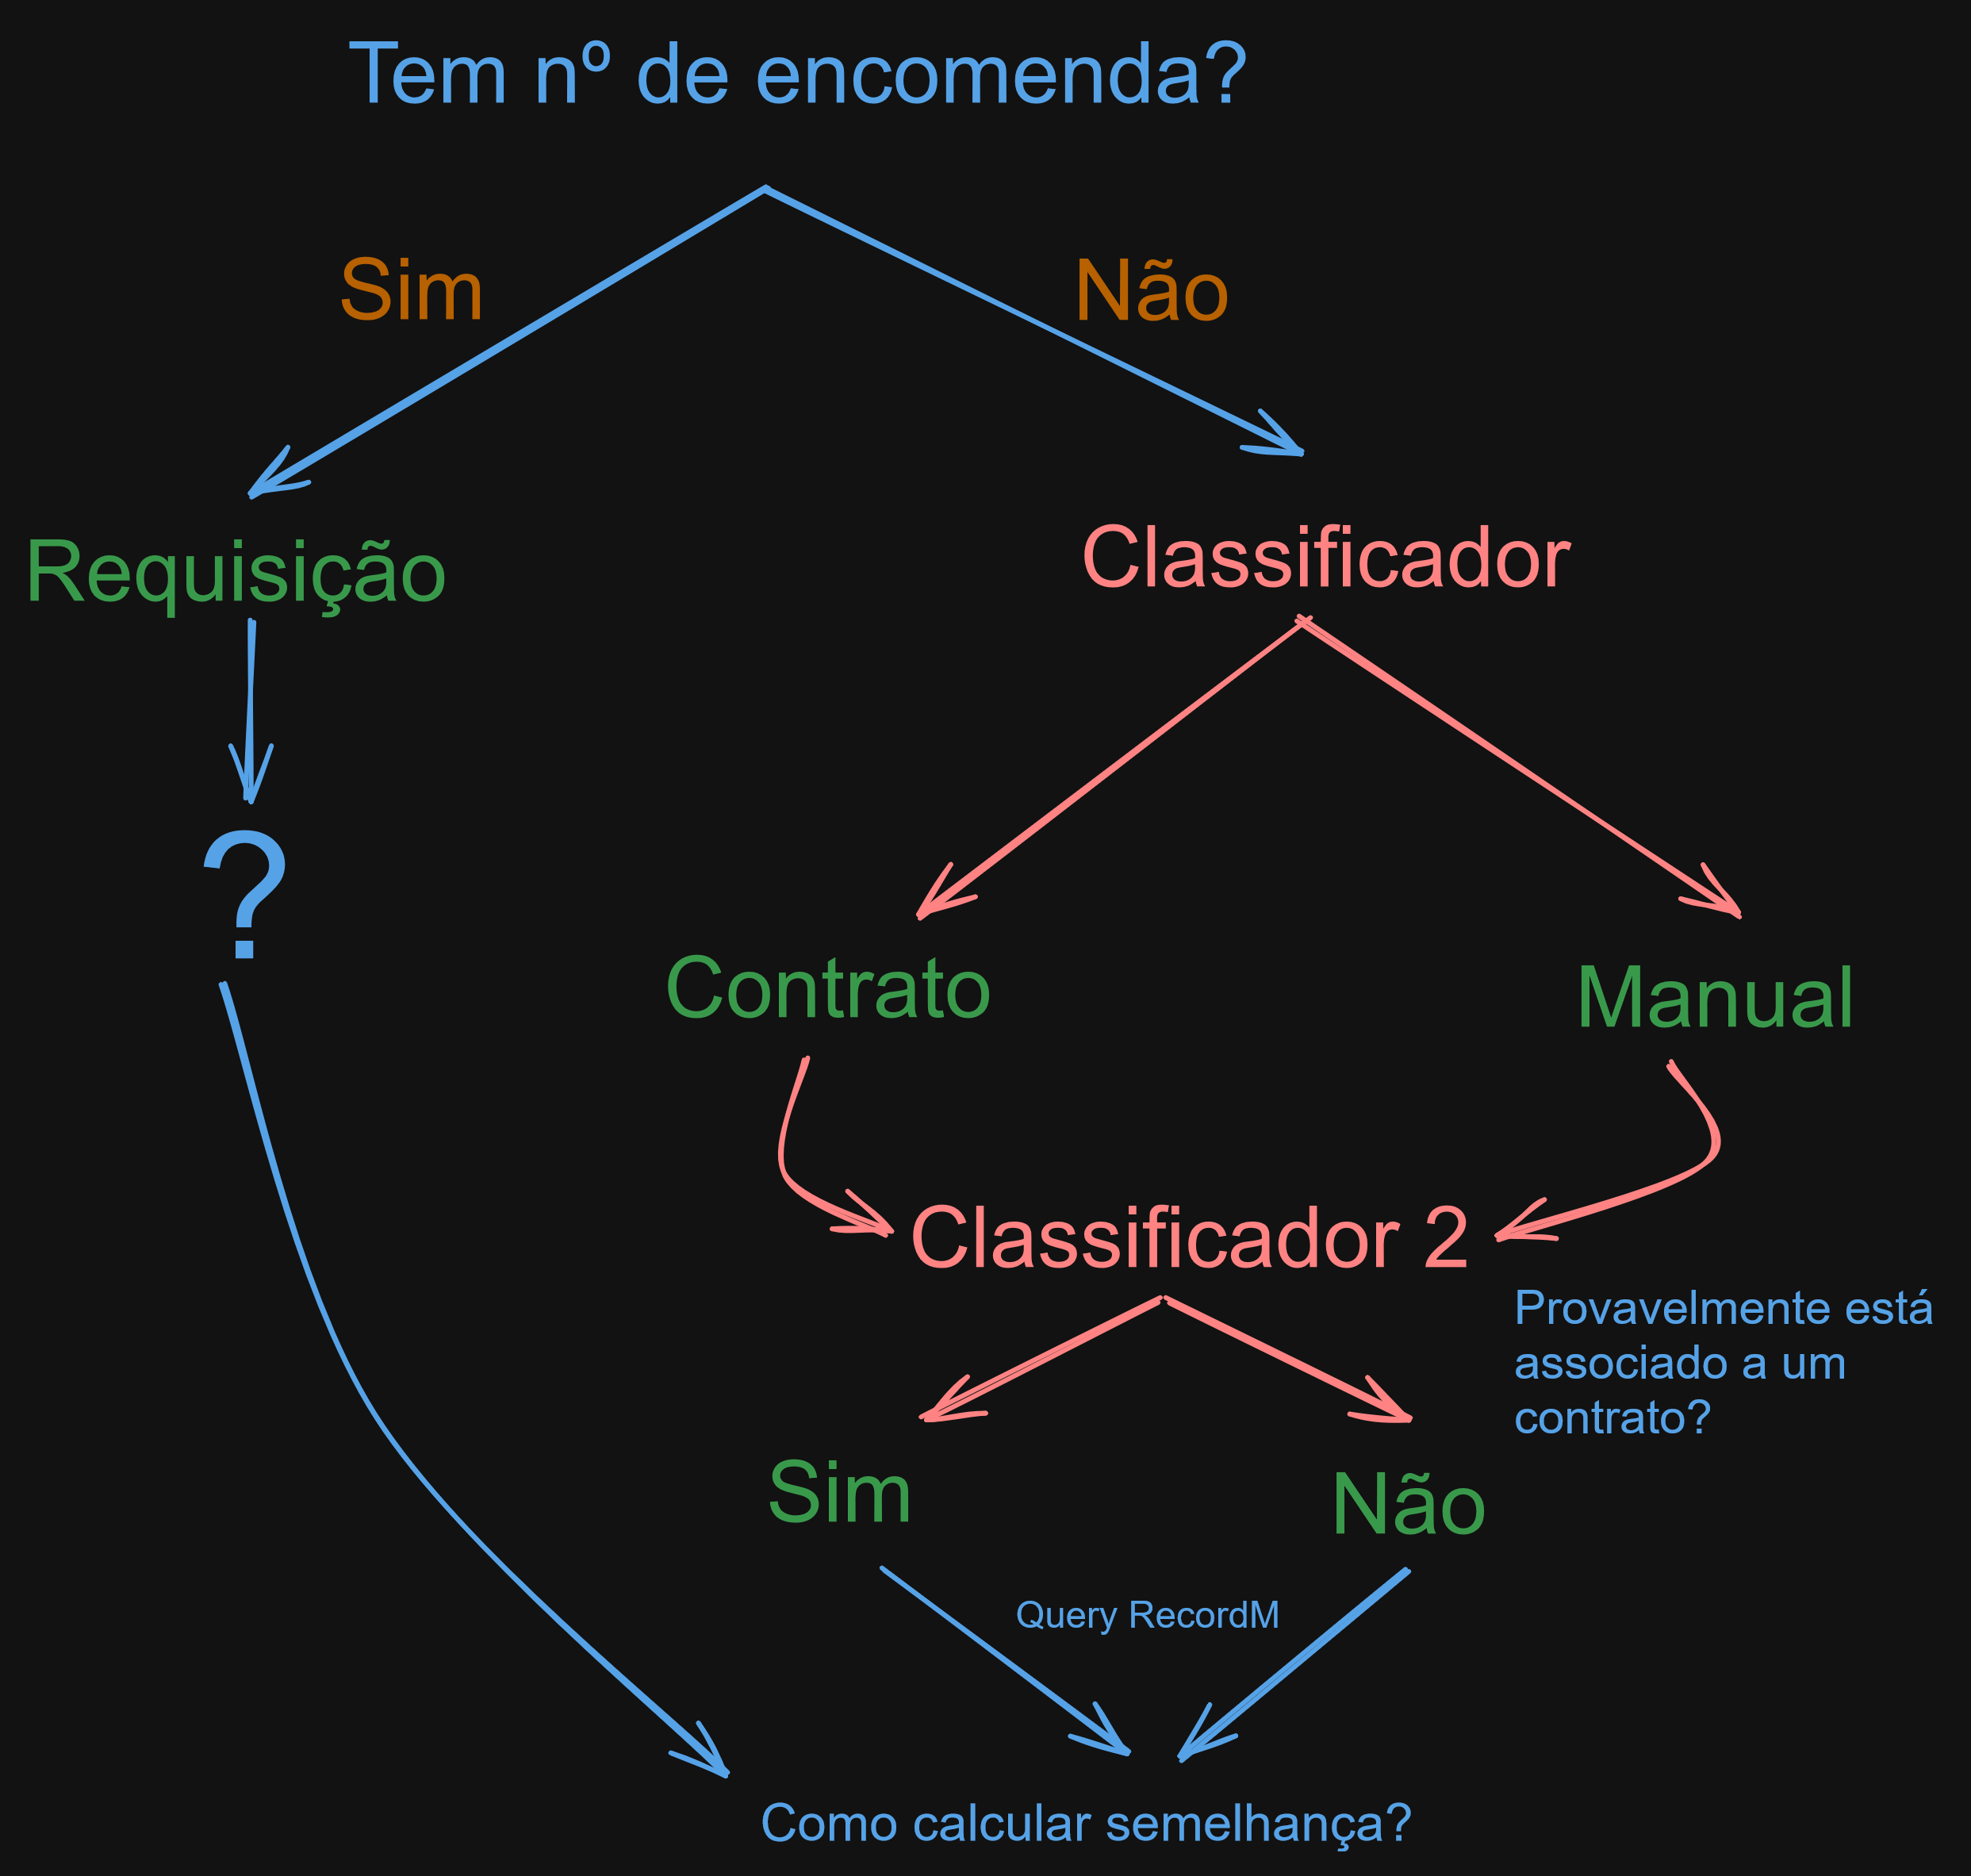 Tem nº de encomenda?
Sim
Não
Requisição
Classificador
?
Contrato
Manual
Classificador 2
Provavelmente está
associado a um
contrato?
Sim
Não
Query RecordM
Como calcular semelhança?